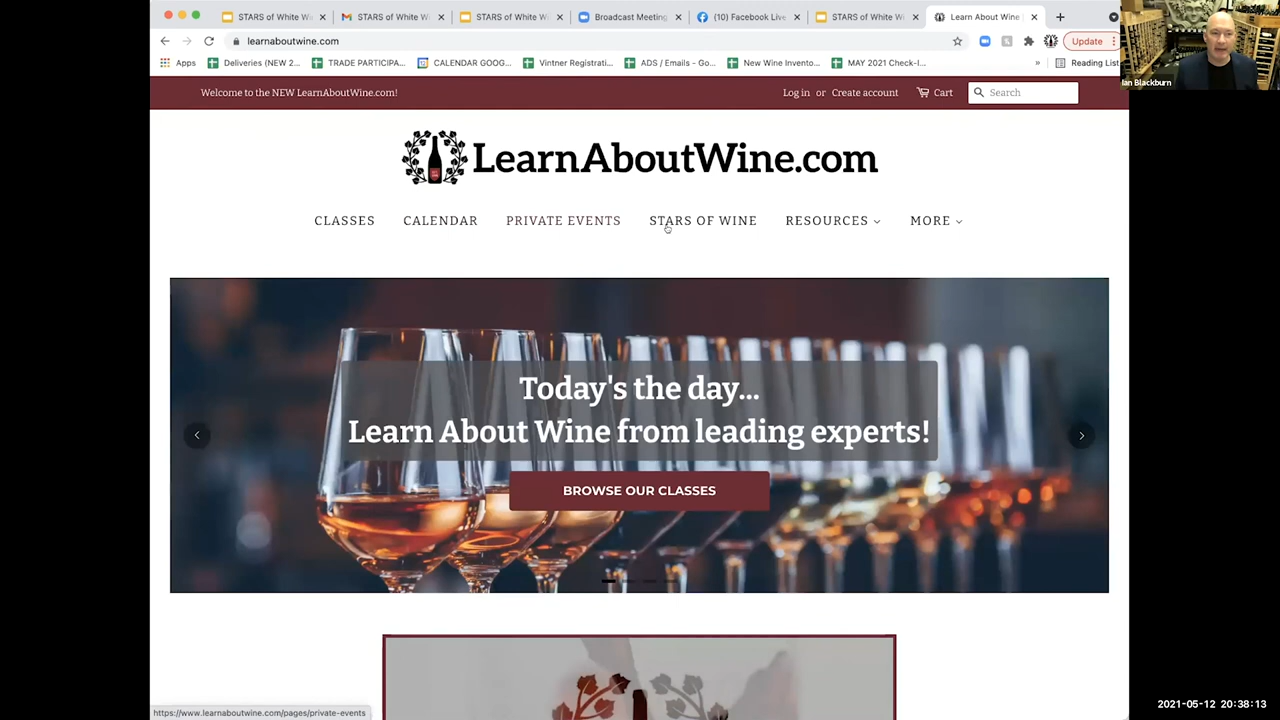 STARS of White Wi
STARS of White Wi
STARS of White Wi
Broadcast Meeting
(10) Facebook Live
STARS of White Wi
Learn About Wine
learnaboutwine.com
Update
Apps
Deliveries (NEW 2...
TRADE PARTICIPA...
CALENDAR GOOG...
Vintner Registrati...
ADS / Emails - Go...
New Wine Invento...
MAY 2021 Check-I...
»
Reading List
Ian Blackburn
Welcome to the NEW LearnAboutWine.com!
Log in or Create account
Cart
Search
LearnAboutWine.com
CLASSES
CALENDAR
PRIVATE EVENTS
STARS OF WINE
RESOURCES
MORE
Today's the day...
Learn About Wine from leading experts!
BROWSE OUR CLASSES
https://www.learnaboutwine.com/pages/private-events
2021-05-12 20:38:13